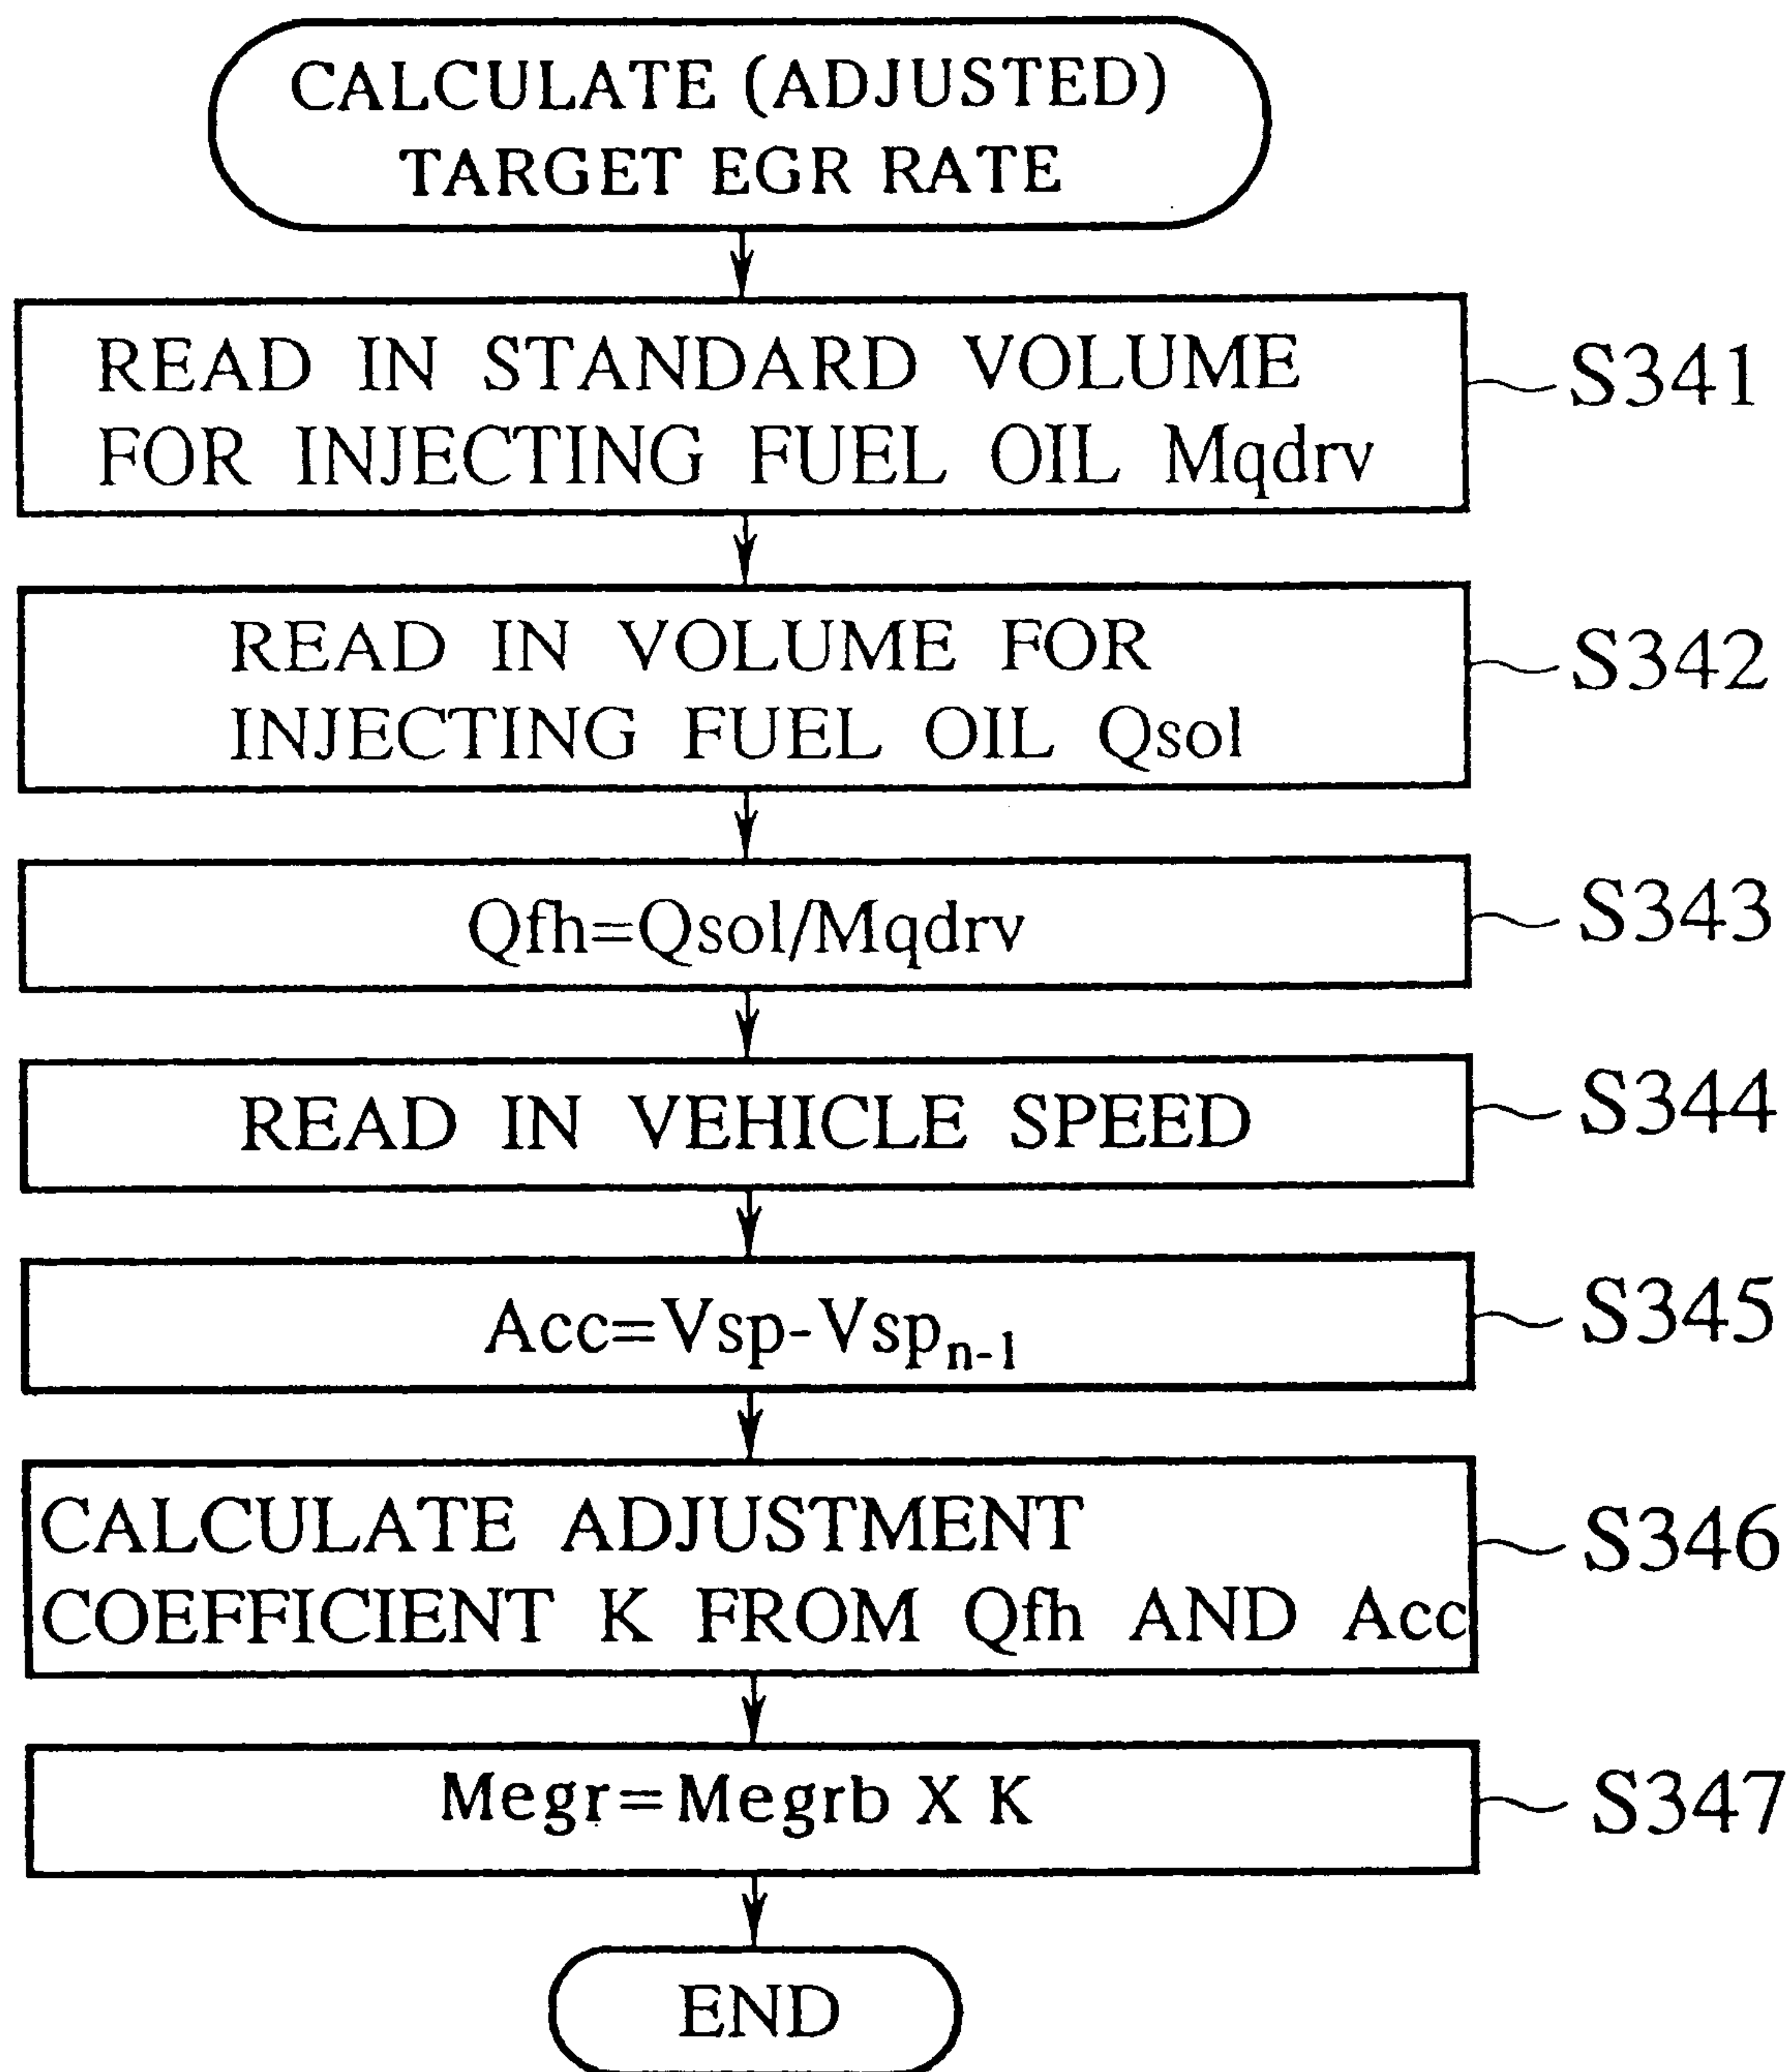 CALCULATE (ADJUSTED)
TARGET EGR RATE
READ IN STANDARD VOLUME
FOR INJECTING FUEL OIL Mqdrv
S341
READ IN VOLUME FOR
INJECTING FUEL OIL Qsol
S342
Qfh=Qsol/Mqdrv
S343
READ IN VEHICLE SPEED
S344
Acc=Vsp-Vspn-1
S345
CALCULATE ADJUSTMENT
COEFFICIENT K FROM Qfh AND Acc
S346
Megr=Megrb X K
S347
END